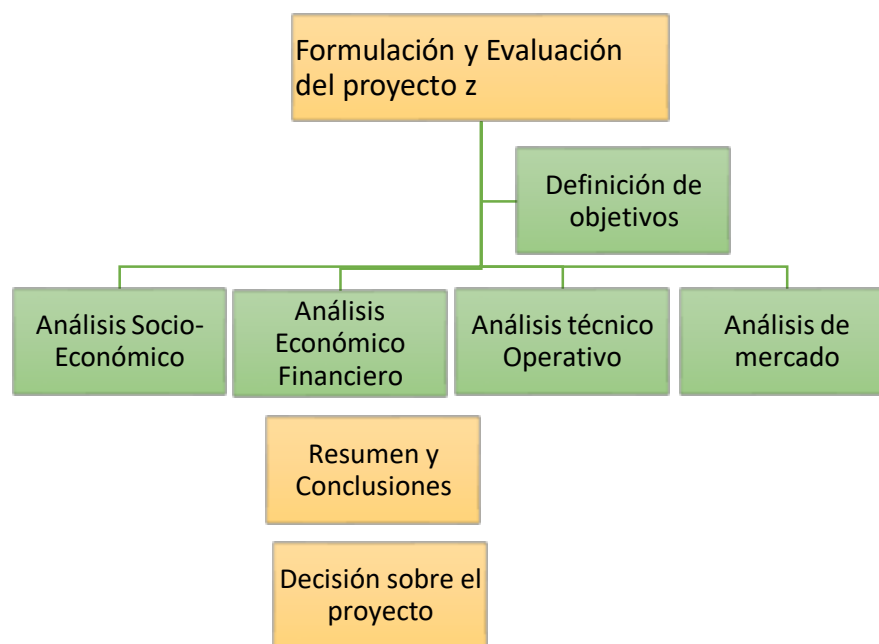 Formulación y Evaluación
del proyecto z
Definición de
objetivos
Análisis Socio-
Económico
Análisis
Económico
Financiero
Análisis técnico
Operativo
Análisis de
mercado
Resumen y
Conclusiones
Decisión sobre el
proyecto